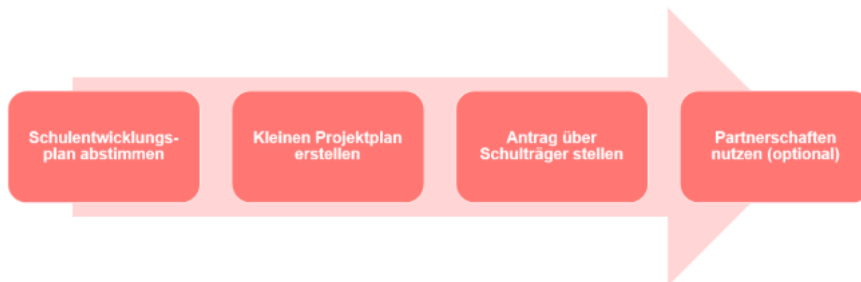 Schulentwicklungs-
plan abstimmen
Kleinen Projektplan
erstellen
Antrag über
Schulträger stellen
Partnerschaften
nutzen (optional)